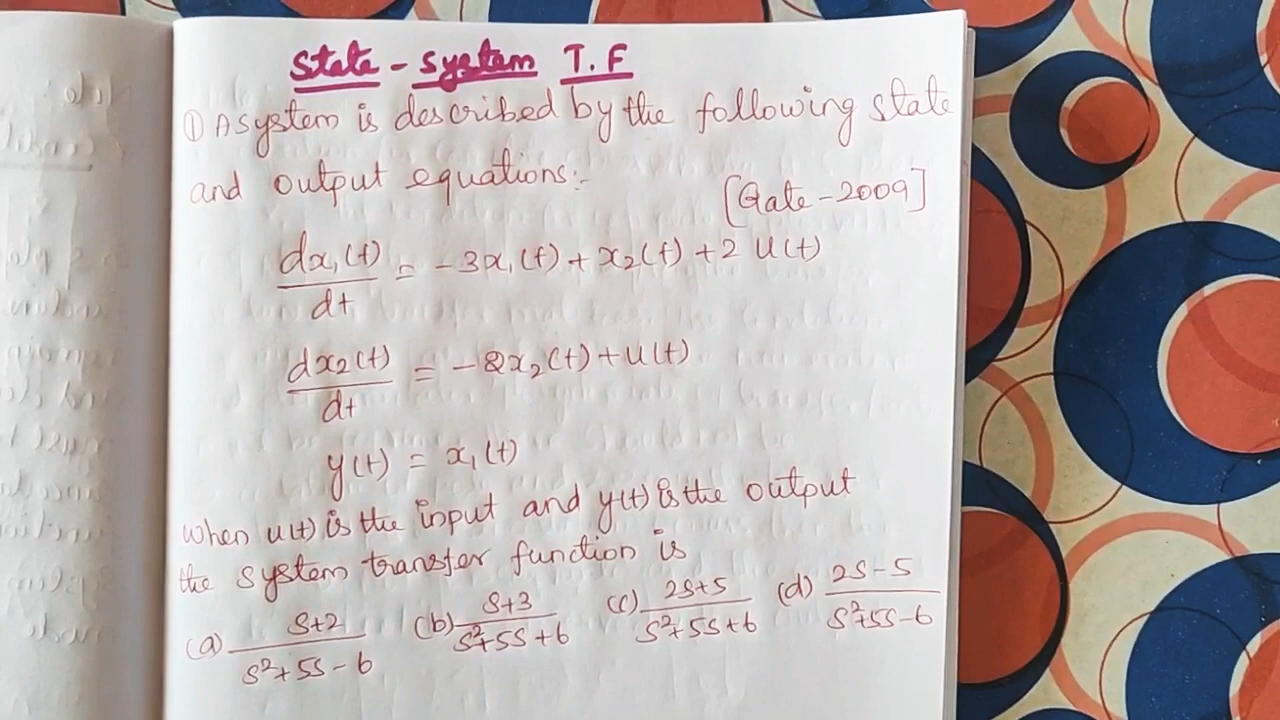 State - System T.F
① A system is described by the following state
and output equations:-
[Gate-2009]
dx₁(t)/dt = -3x₁(t) + x₂(t) + 2 u(t)
dx₂(t)/dt = -2x₂(t) + u(t)
y(t) = x₁(t)
When u(t) is the input and y(t) is the output
the system transfer function is
(a) s+2/s²+5s-6 (b) s+3/s²+5s+6 (c) 2s+5/s²+5s+6 (d) 2s-5/s²+5s-6